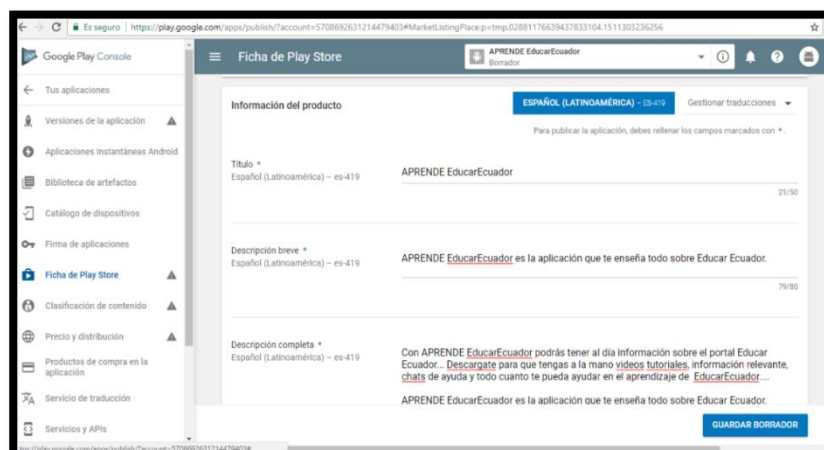 Es seguro | https://play.google.com/apps/publish/?account=5708692631214479403#MarketListingPlace:p=tmp.02881176639437833104.1511303236256
Google Play Console
Ficha de Play Store
APRENDE EducarEcuador
Borrador
Tus aplicaciones
Versiones de la aplicación
Aplicaciones Instantáneas Android
Biblioteca de artefactos
Catálogo de dispositivos
Firma de aplicaciones
Ficha de Play Store
Clasificación de contenido
Precio y distribución
Productos de compra en la
aplicación
Servicio de traducción
Servicios y APIs
Información del producto
ESPAÑOL (LATINOAMÉRICA) – ES-419
Gestionar traducciones
Para publicar la aplicación, debes rellenar los campos marcados con *.
Título *
Español (Latinoamérica) – es-419
APRENDE EducarEcuador
21/50
Descripción breve *
Español (Latinoamérica) – es-419
APRENDE EducarEcuador es la aplicación que te enseña todo sobre Educar Ecuador.
79/80
Descripción completa *
Español (Latinoamérica) – es-419
Con APRENDE EducarEcuador podrás tener al día información sobre el portal Educar
Ecuador... Descargate para que tengas a la mano videos tutoriales, información relevante,
chats de ayuda y todo cuanto te pueda ayudar en el aprendizaje de EducarEcuador....
APRENDE EducarEcuador es la aplicación que te enseña todo sobre Educar Ecuador.
GUARDAR BORRADOR